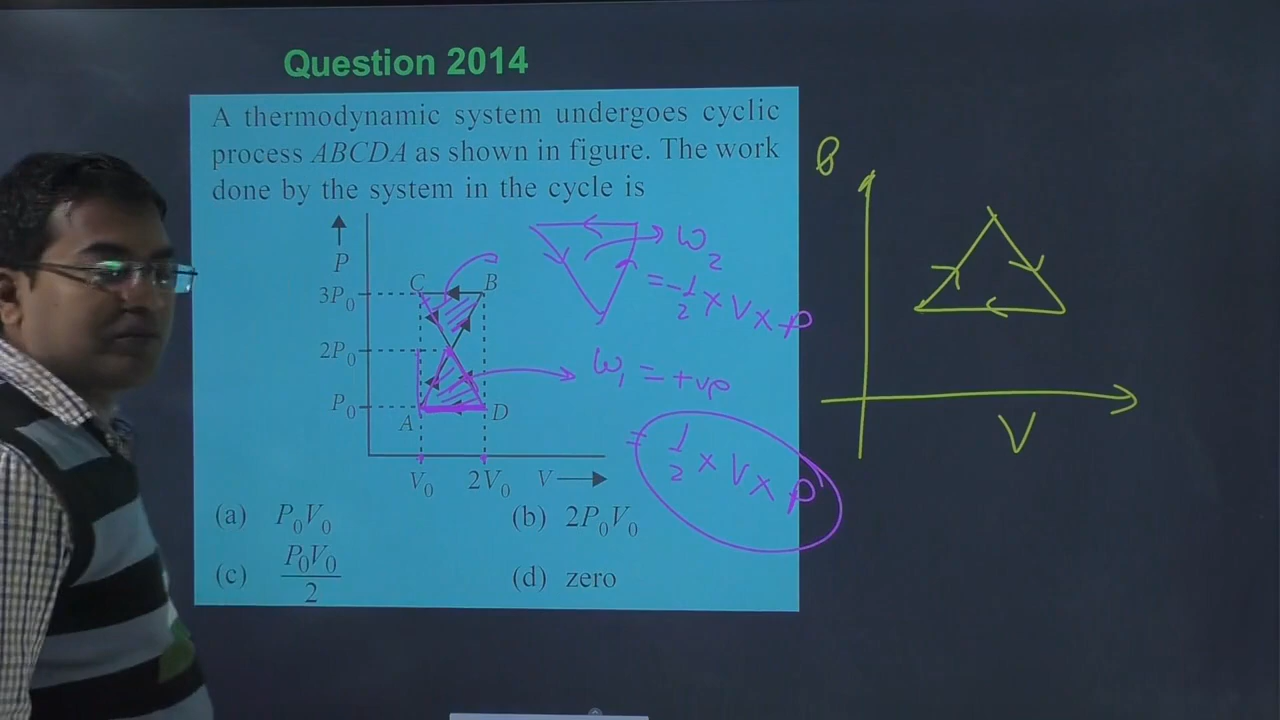 Question 2014
A thermodynamic system undergoes cyclic
process ABCDA as shown in figure. The work
done by the system in the cycle is
P
3P₀
2P₀
P₀
C
B
A
D
V₀
2V₀
V
W₂
= -1/2 × V × P
W₁ = +ve
= 1/2 × V × P
(a) P₀V₀
(b) 2P₀V₀
(c) P₀V₀/2
(d) zero
V